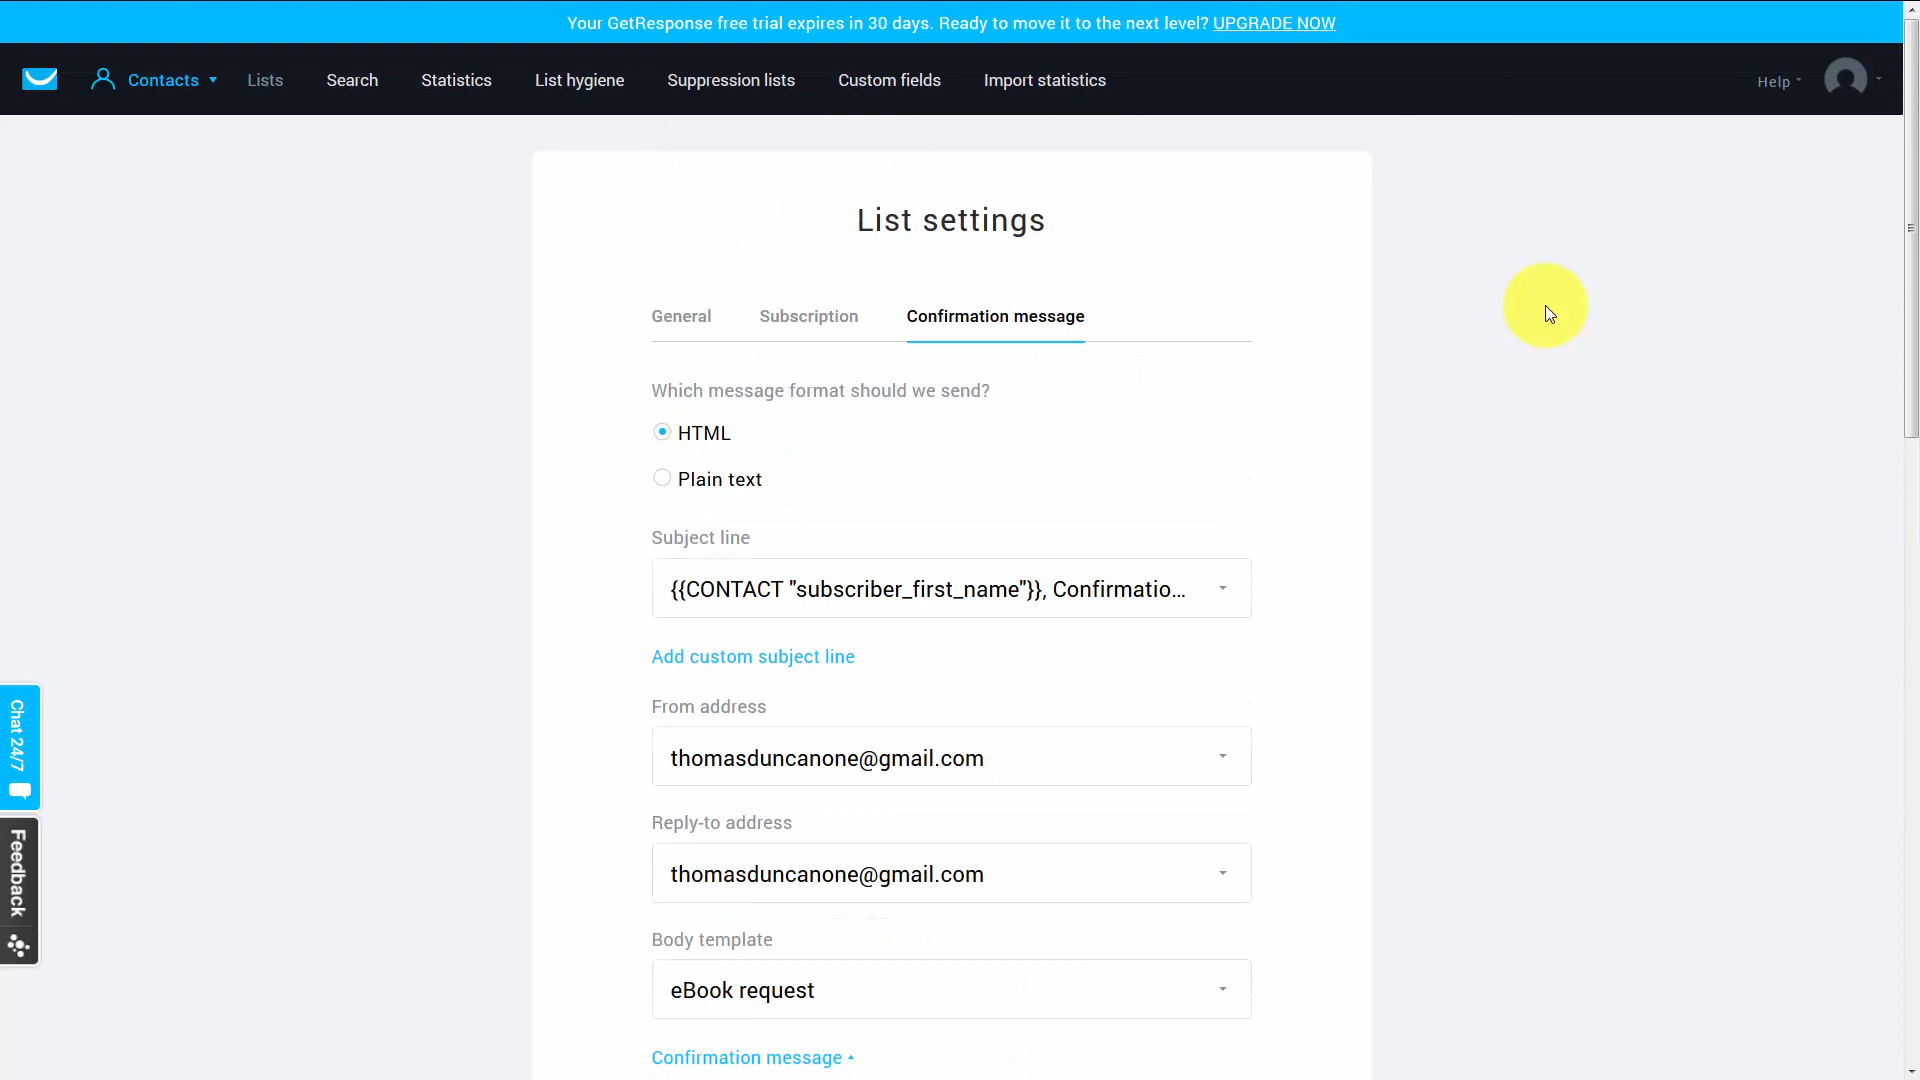 Your GetResponse free trial expires in 30 days. Ready to move it to the next level? UPGRADE NOW
Contacts Lists Search Statistics List hygiene Suppression lists Custom fields Import statistics Help
List settings
General Subscription Confirmation message
Which message format should we send?
HTML
Plain text
Subject line
{{CONTACT "subscriber_first_name"}}, Confirmatio...
Add custom subject line
From address
thomasduncanone@gmail.com
Reply-to address
thomasduncanone@gmail.com
Body template
eBook request
Confirmation message
Chat 24/7
Feedback